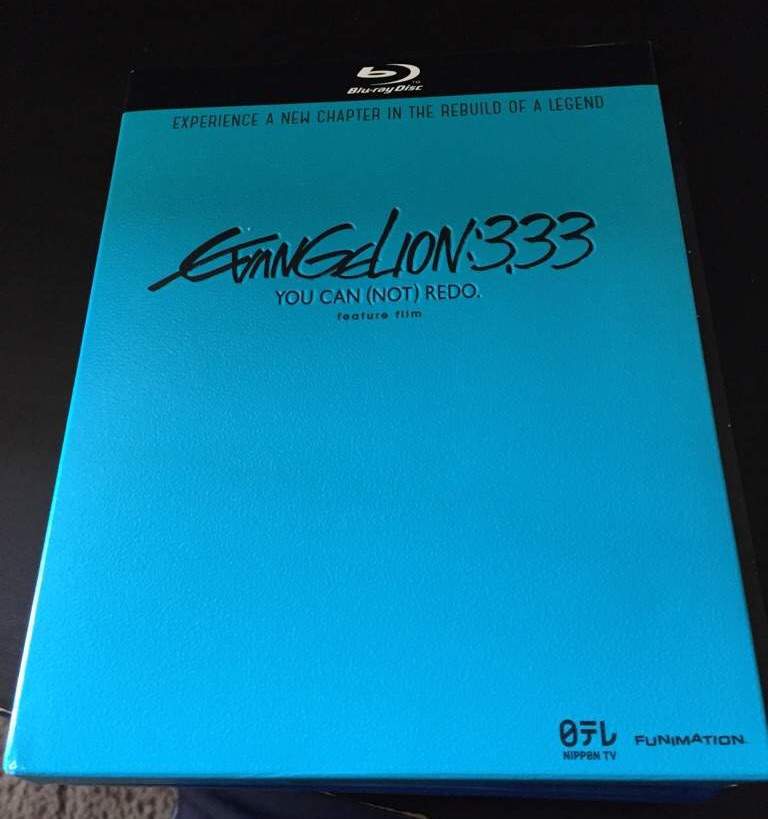 Blu-ray Disc™
EXPERIENCE A NEW CHAPTER IN THE REBUILD OF A LEGEND
EVANGELION:3.33
YOU CAN (NOT) REDO.
feature film
日テレ
NIPPON TV
FUNIMATION